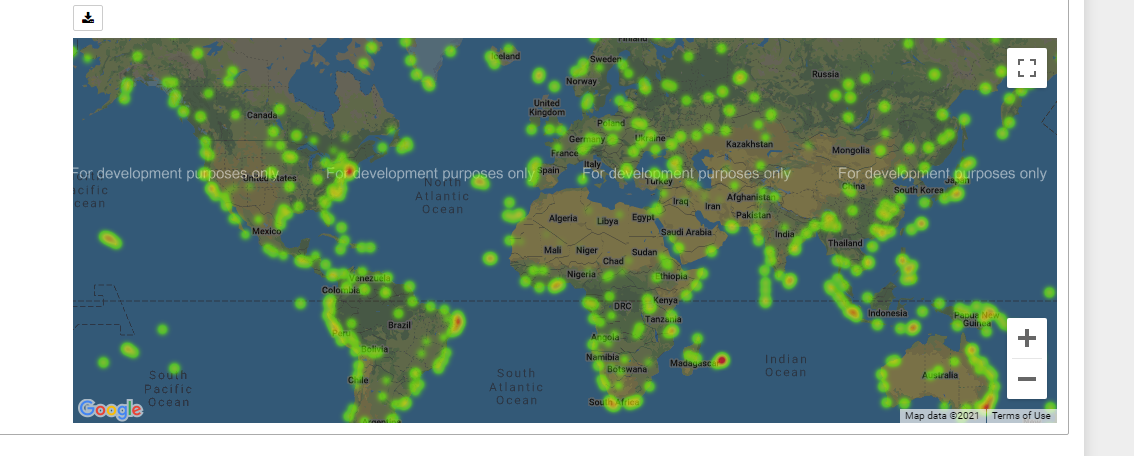 Finland
Iceland
Sweden
Russia
Norway
United
Kingdom
Canada
Poland
Germany
Ukraine
Kazakhstan
France
Mongolia
Italy
Spain
For development purposes only
For development purposes only
For development purposes only
For development purposes only
United States
Turkey
China
South Korea
Japan
North
Atlantic
Ocean
Pacific
Ocean
Iraq
Iran
Afghanistan
Pakistan
Algeria
Libya
Egypt
Saudi Arabia
Mexico
India
Thailand
Mali
Niger
Chad
Sudan
Nigeria
Ethiopia
Venezuela
Colombia
DRC
Kenya
Tanzania
Indonesia
Papua New
Guinea
Brazil
Peru
Bolivia
Angola
Namibia
Botswana
Madagascar
Indian
Ocean
Australia
Chile
South
Pacific
Ocean
South
Atlantic
Ocean
South Africa
Argentina
Google
Map data ©2021
Terms of Use